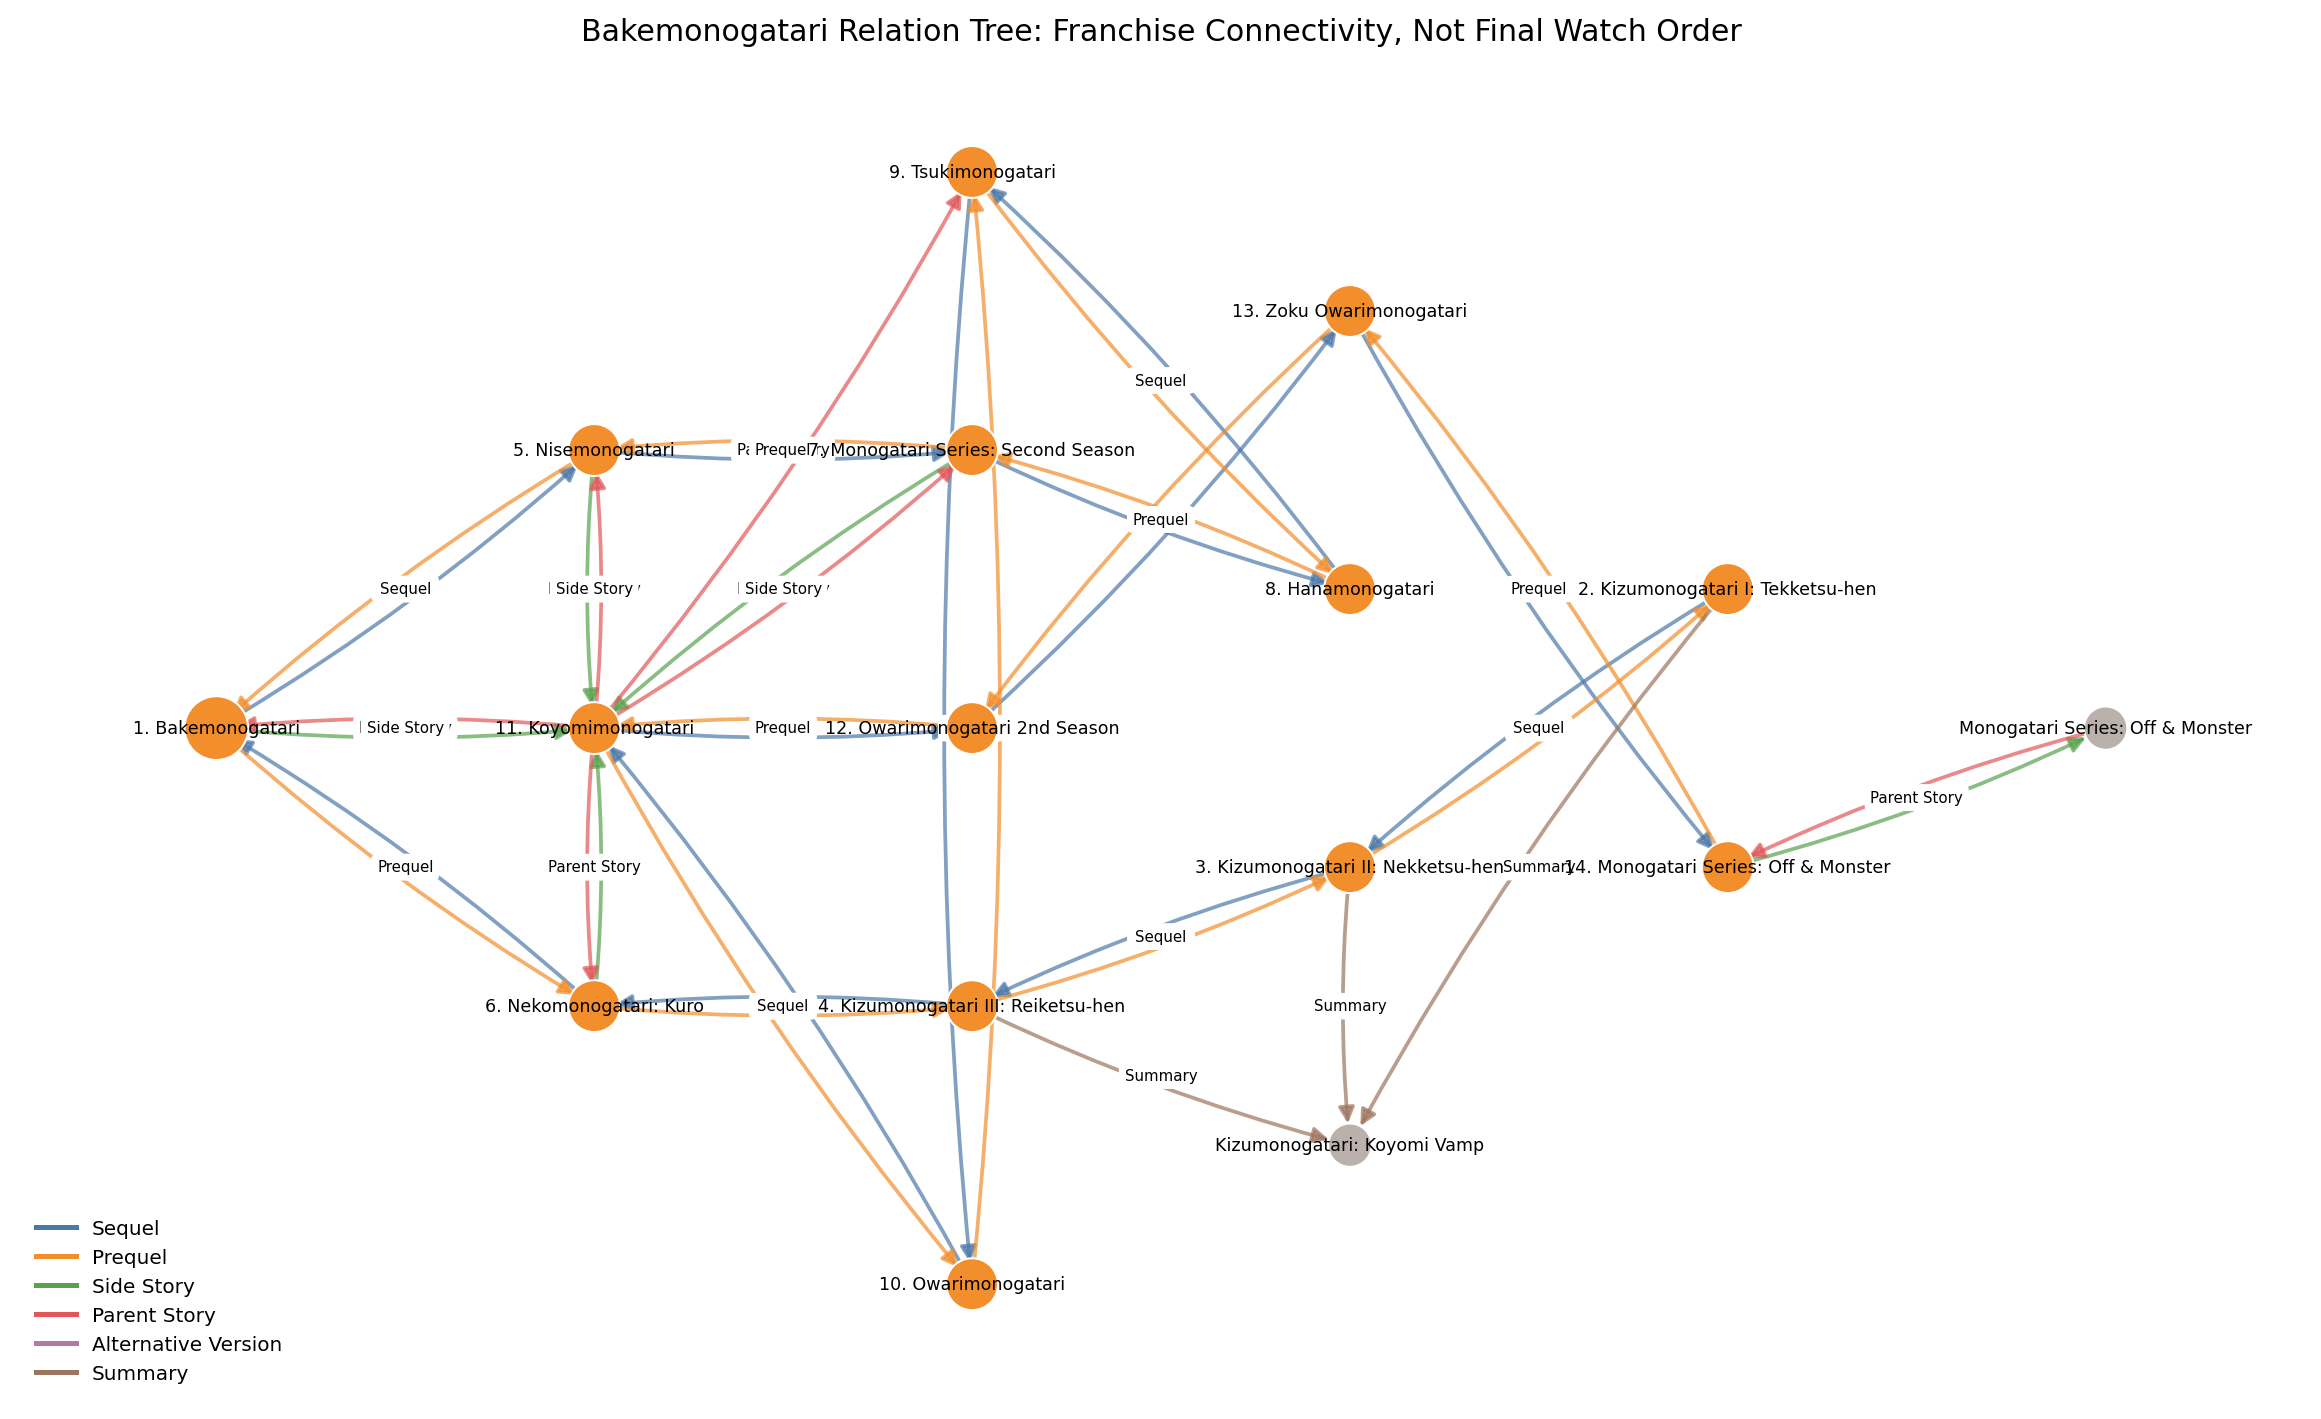 Bakemonogatari Relation Tree: Franchise Connectivity, Not Final Watch Order
9. Tsukimonogatari
13. Zoku Owarimonogatari
Sequel
5. Nisemonogatari
Prequel
7. Monogatari Series: Second Season
Prequel
Sequel
Side Story
Side Story
8. Hanamonogatari
Prequel
2. Kizumonogatari I: Tekketsu-hen
1. Bakemonogatari
Side Story
11. Koyomimonogatari
Prequel
12. Owarimonogatari 2nd Season
Sequel
Monogatari Series: Off & Monster
Parent Story
Prequel
Parent Story
3. Kizumonogatari II: Nekketsu-hen
Summary
14. Monogatari Series: Off & Monster
Sequel
6. Nekomonogatari: Kuro
Sequel
4. Kizumonogatari III: Reiketsu-hen
Summary
Summary
Kizumonogatari: Koyomi Vamp
10. Owarimonogatari
Sequel
Prequel
Side Story
Parent Story
Alternative Version
Summary